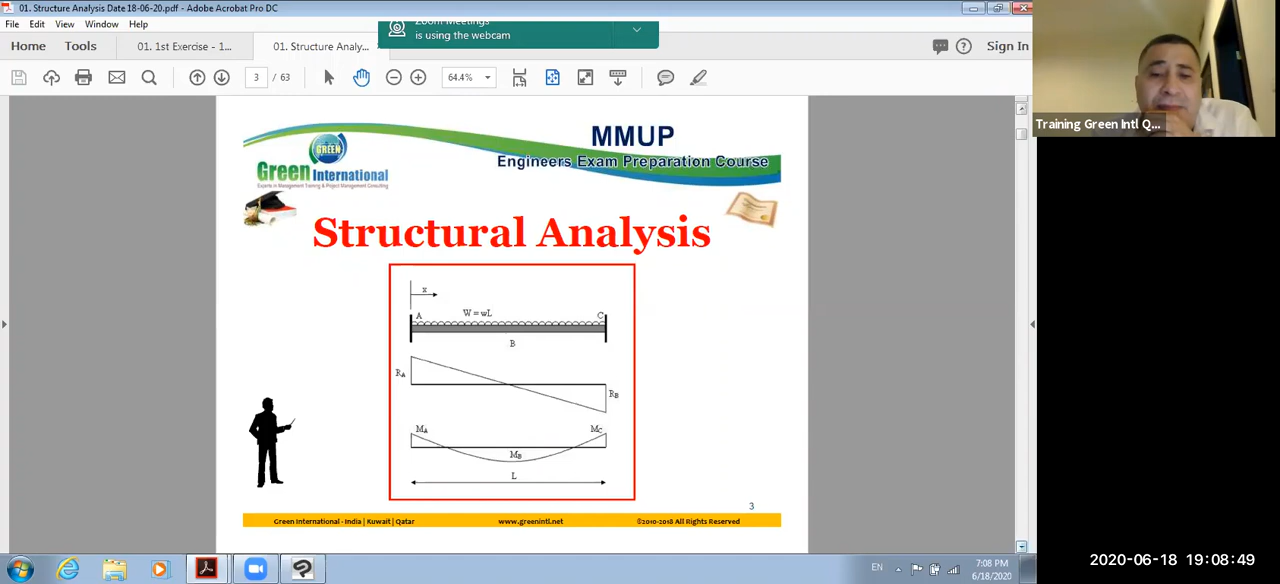 01. Structure Analysis Date 18-06-20.pdf - Adobe Acrobat Pro DC
File Edit View Window Help
Zoom Meetings
is using the webcam
Home Tools 01. 1st Exercise - 1... 01. Structure Analy... Sign In
3 / 63 64.4%
Training Green Intl Q...
MMUP
Engineers Exam Preparation Course
GREEN
Green International
Experts in Management Training & Project Management Consulting
Structural Analysis
x
A W = wL C
B
RA
RB
MA MC
MB
L
3
Green International - India | Kuwait | Qatar www.greenintl.net ©2010-2018 All Rights Reserved
EN 7:08 PM
6/18/2020
2020-06-18 19:08:49